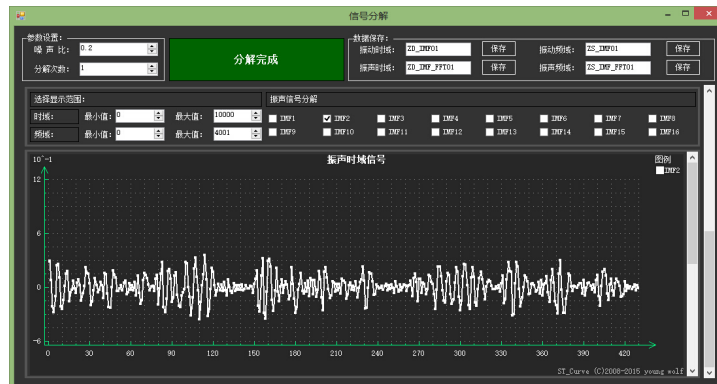 信号分解
参数设置: 数据保存:
噪 声 比: 0.2 分解完成 振动时域: ZD_IMF01 保存 振动频域: ZS_IMF01 保存
分解次数: 1 振声时域: ZD_IMF_FFT01 保存 振声频域: ZS_IMF_FFT01 保存
选择显示范围: 振声信号分解
时域: 最小值: 0 最大值: 10000 IMF1 IMF2 IMF3 IMF4 IMF5 IMF6 IMF7 IMF8
频域: 最小值: 0 最大值: 4001 IMF9 IMF10 IMF11 IMF12 IMF13 IMF14 IMF15 IMF16
10^-1 振声时域信号 图例
IMF2
12
6
0
-6
0 30 60 90 120 150 180 210 240 270 300 330 360 390 420
ST_Curve (C)2008-2015 young wolf